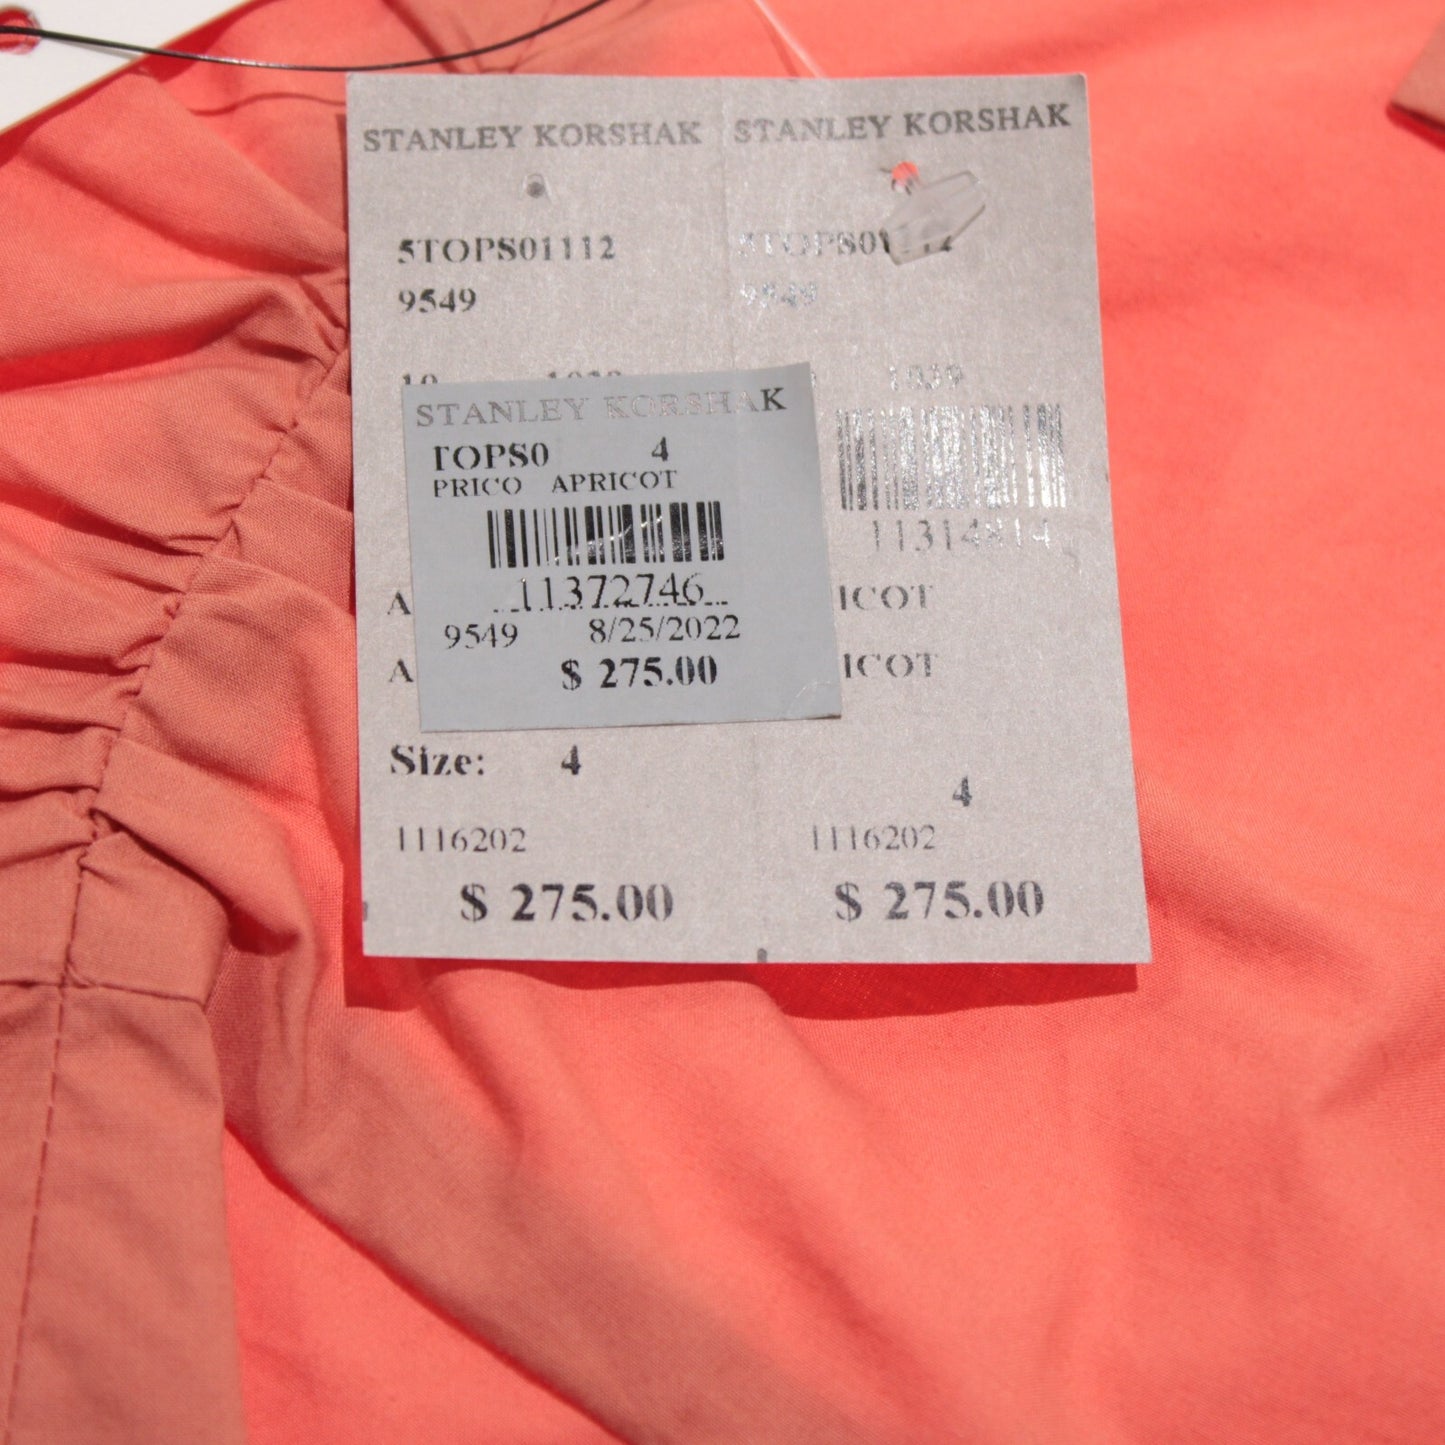 STANLEY KORSHAK
5TOPS01112
9549
STANLEY KORSHAK
9549
1039
11314814
ICOT
ICOT
4
1116202
$ 275.00
STANLEY KORSHAK
TOPS0 4
PRICO APRICOT
11372746
9549 8/25/2022
$ 275.00
A
A
Size: 4
1116202
$ 275.00